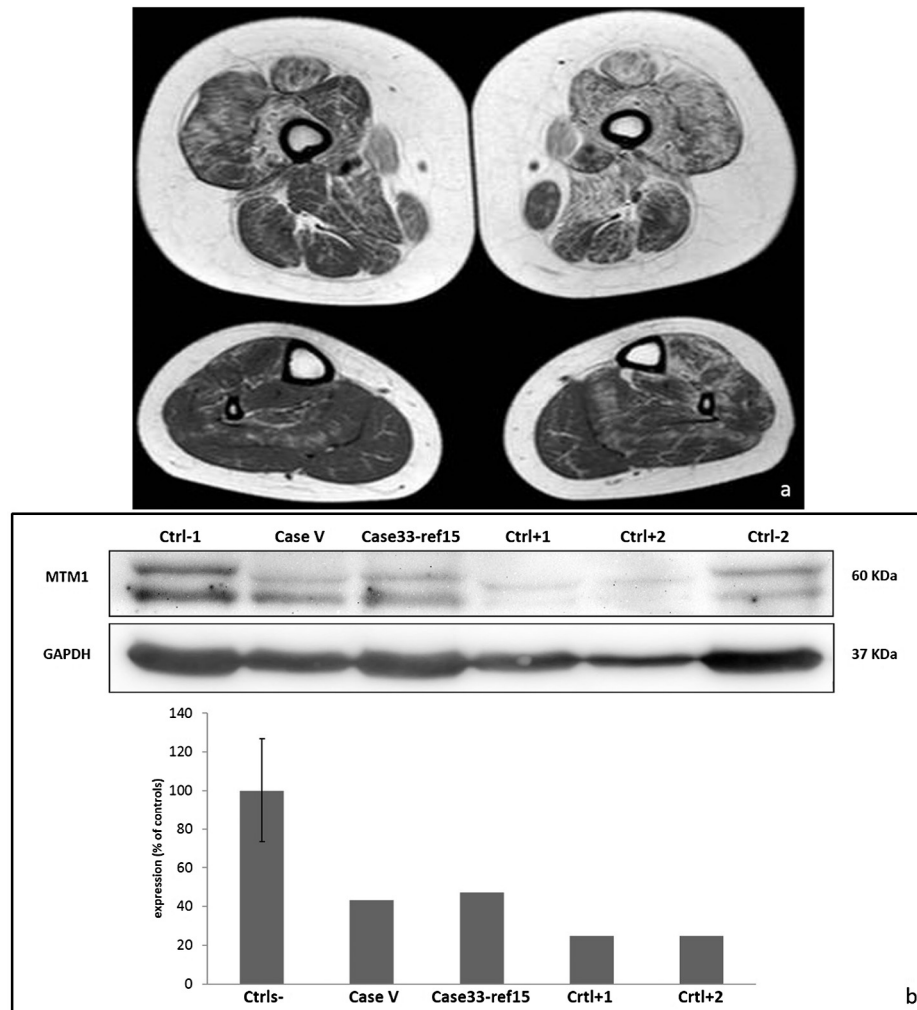 a
Ctrl-1 Case V Case33-ref15 Ctrl+1 Ctrl+2 Ctrl-2
MTM1 60 KDa
GAPDH 37 KDa
expression (% of controls)
140
120
100
80
60
40
20
0
Ctrls- Case V Case33-ref15 Crtl+1 Crtl+2
b